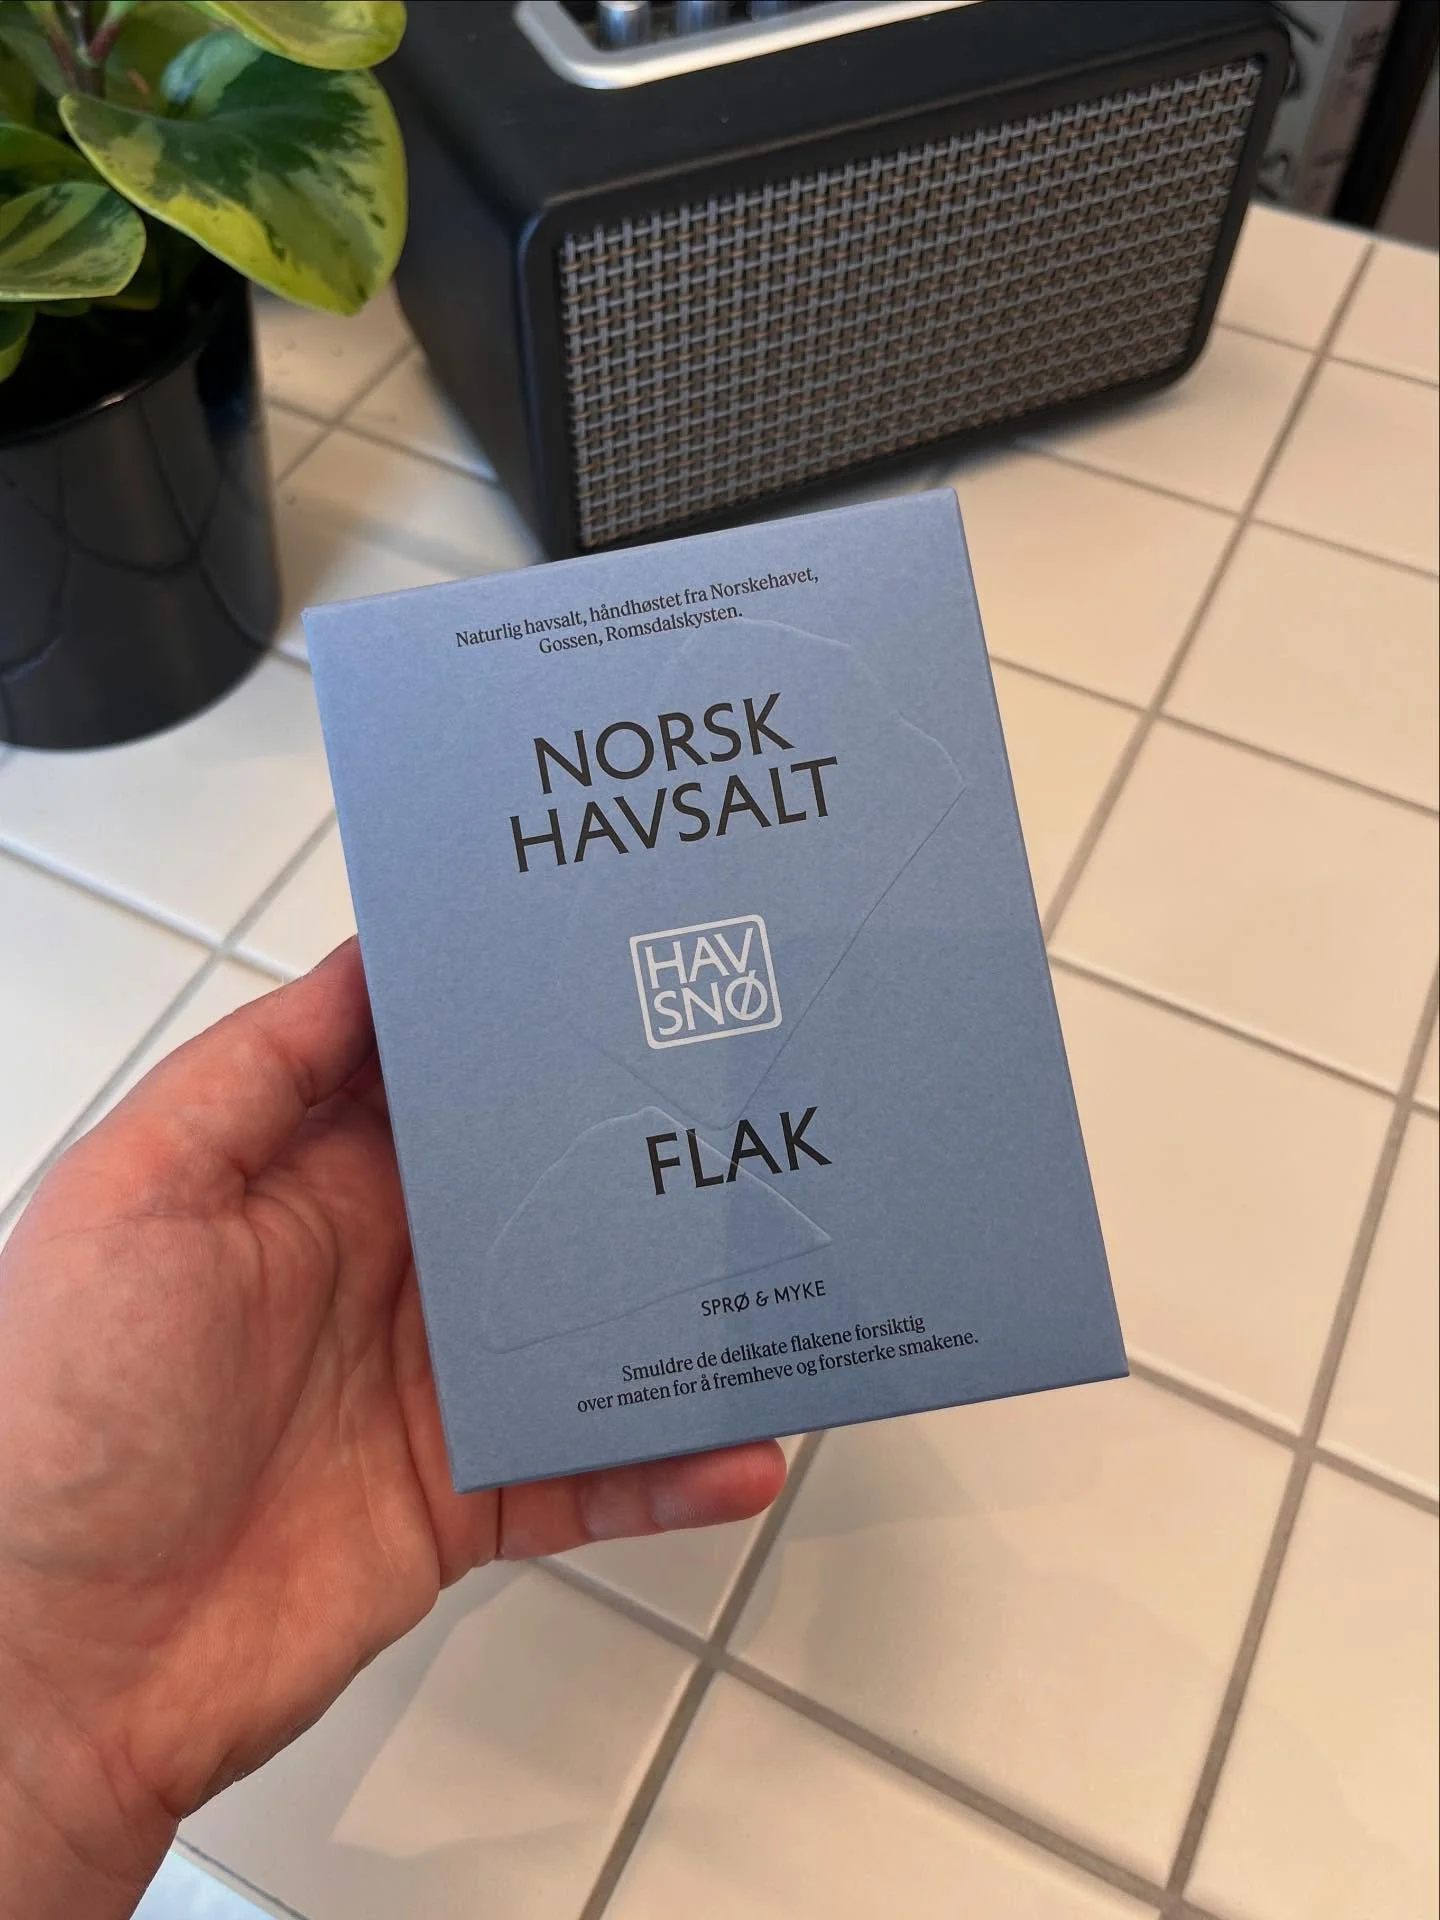 Naturlig havsalt, håndhøstet fra Norskehavet,
Gossen, Romsdalskysten.
NORSK
HAVSALT
HAV
SNØ
FLAK
SPRØ & MYKE
Smuldre de delikate flakene forsiktig
over maten for å fremheve og forsterke smakene.